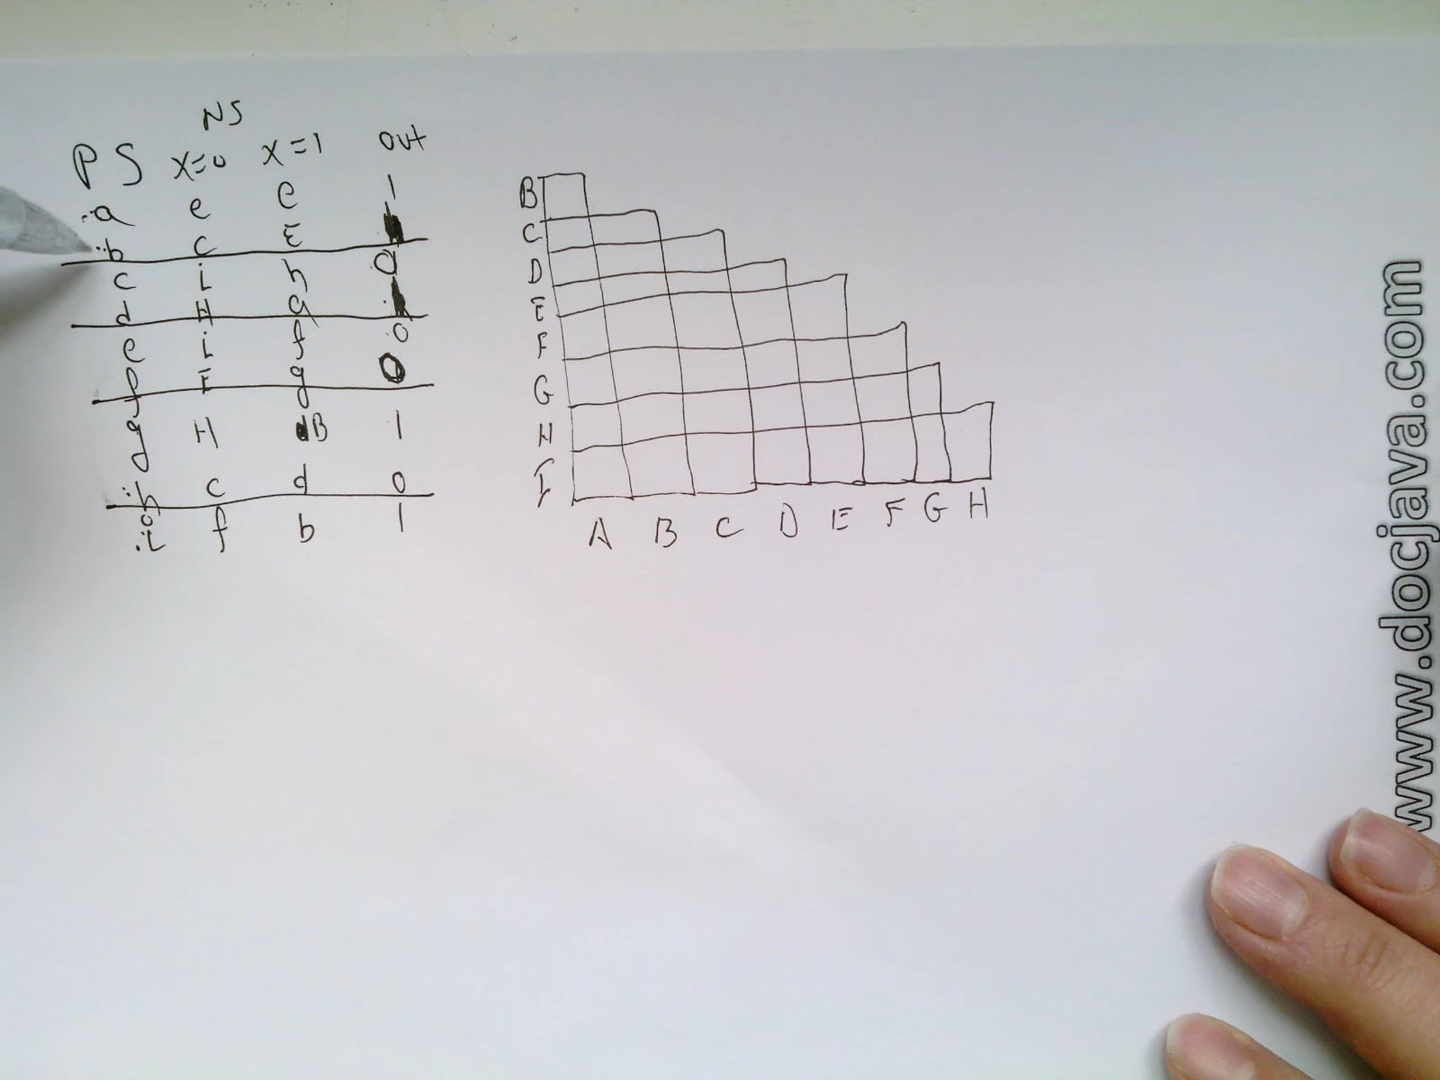 NS
PS x=0 x=1 out
a e e 1
b c E
c i h 0
d H a
e i f 0
f E g 0
g H B 1
h c d 0
i f b 1
B
C
D
E
F
G
H
I
A B C D E F G H
www.docjava.com